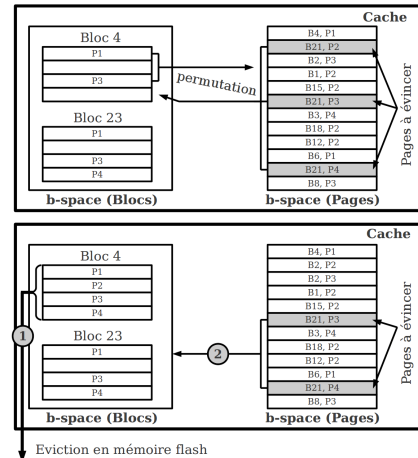 Cache
Bloc 4
P1
P3
Bloc 23
P1
P3
P4
b-space (Blocs)
permutation
B4, P1
B21, P2
B2, P3
B1, P2
B15, P2
B21, P3
B3, P4
B18, P2
B12, P2
B6, P1
B21, P4
B8, P3
b-space (Pages)
Pages à évincer
Cache
Bloc 4
P1
P2
P3
P4
Bloc 23
P1
P3
P4
b-space (Blocs)
1
2
B4, P1
B2, P2
B2, P3
B1, P2
B15, P2
B21, P3
B3, P4
B18, P2
B12, P2
B6, P1
B21, P4
B8, P3
b-space (Pages)
Pages à évincer
Eviction en mémoire flash